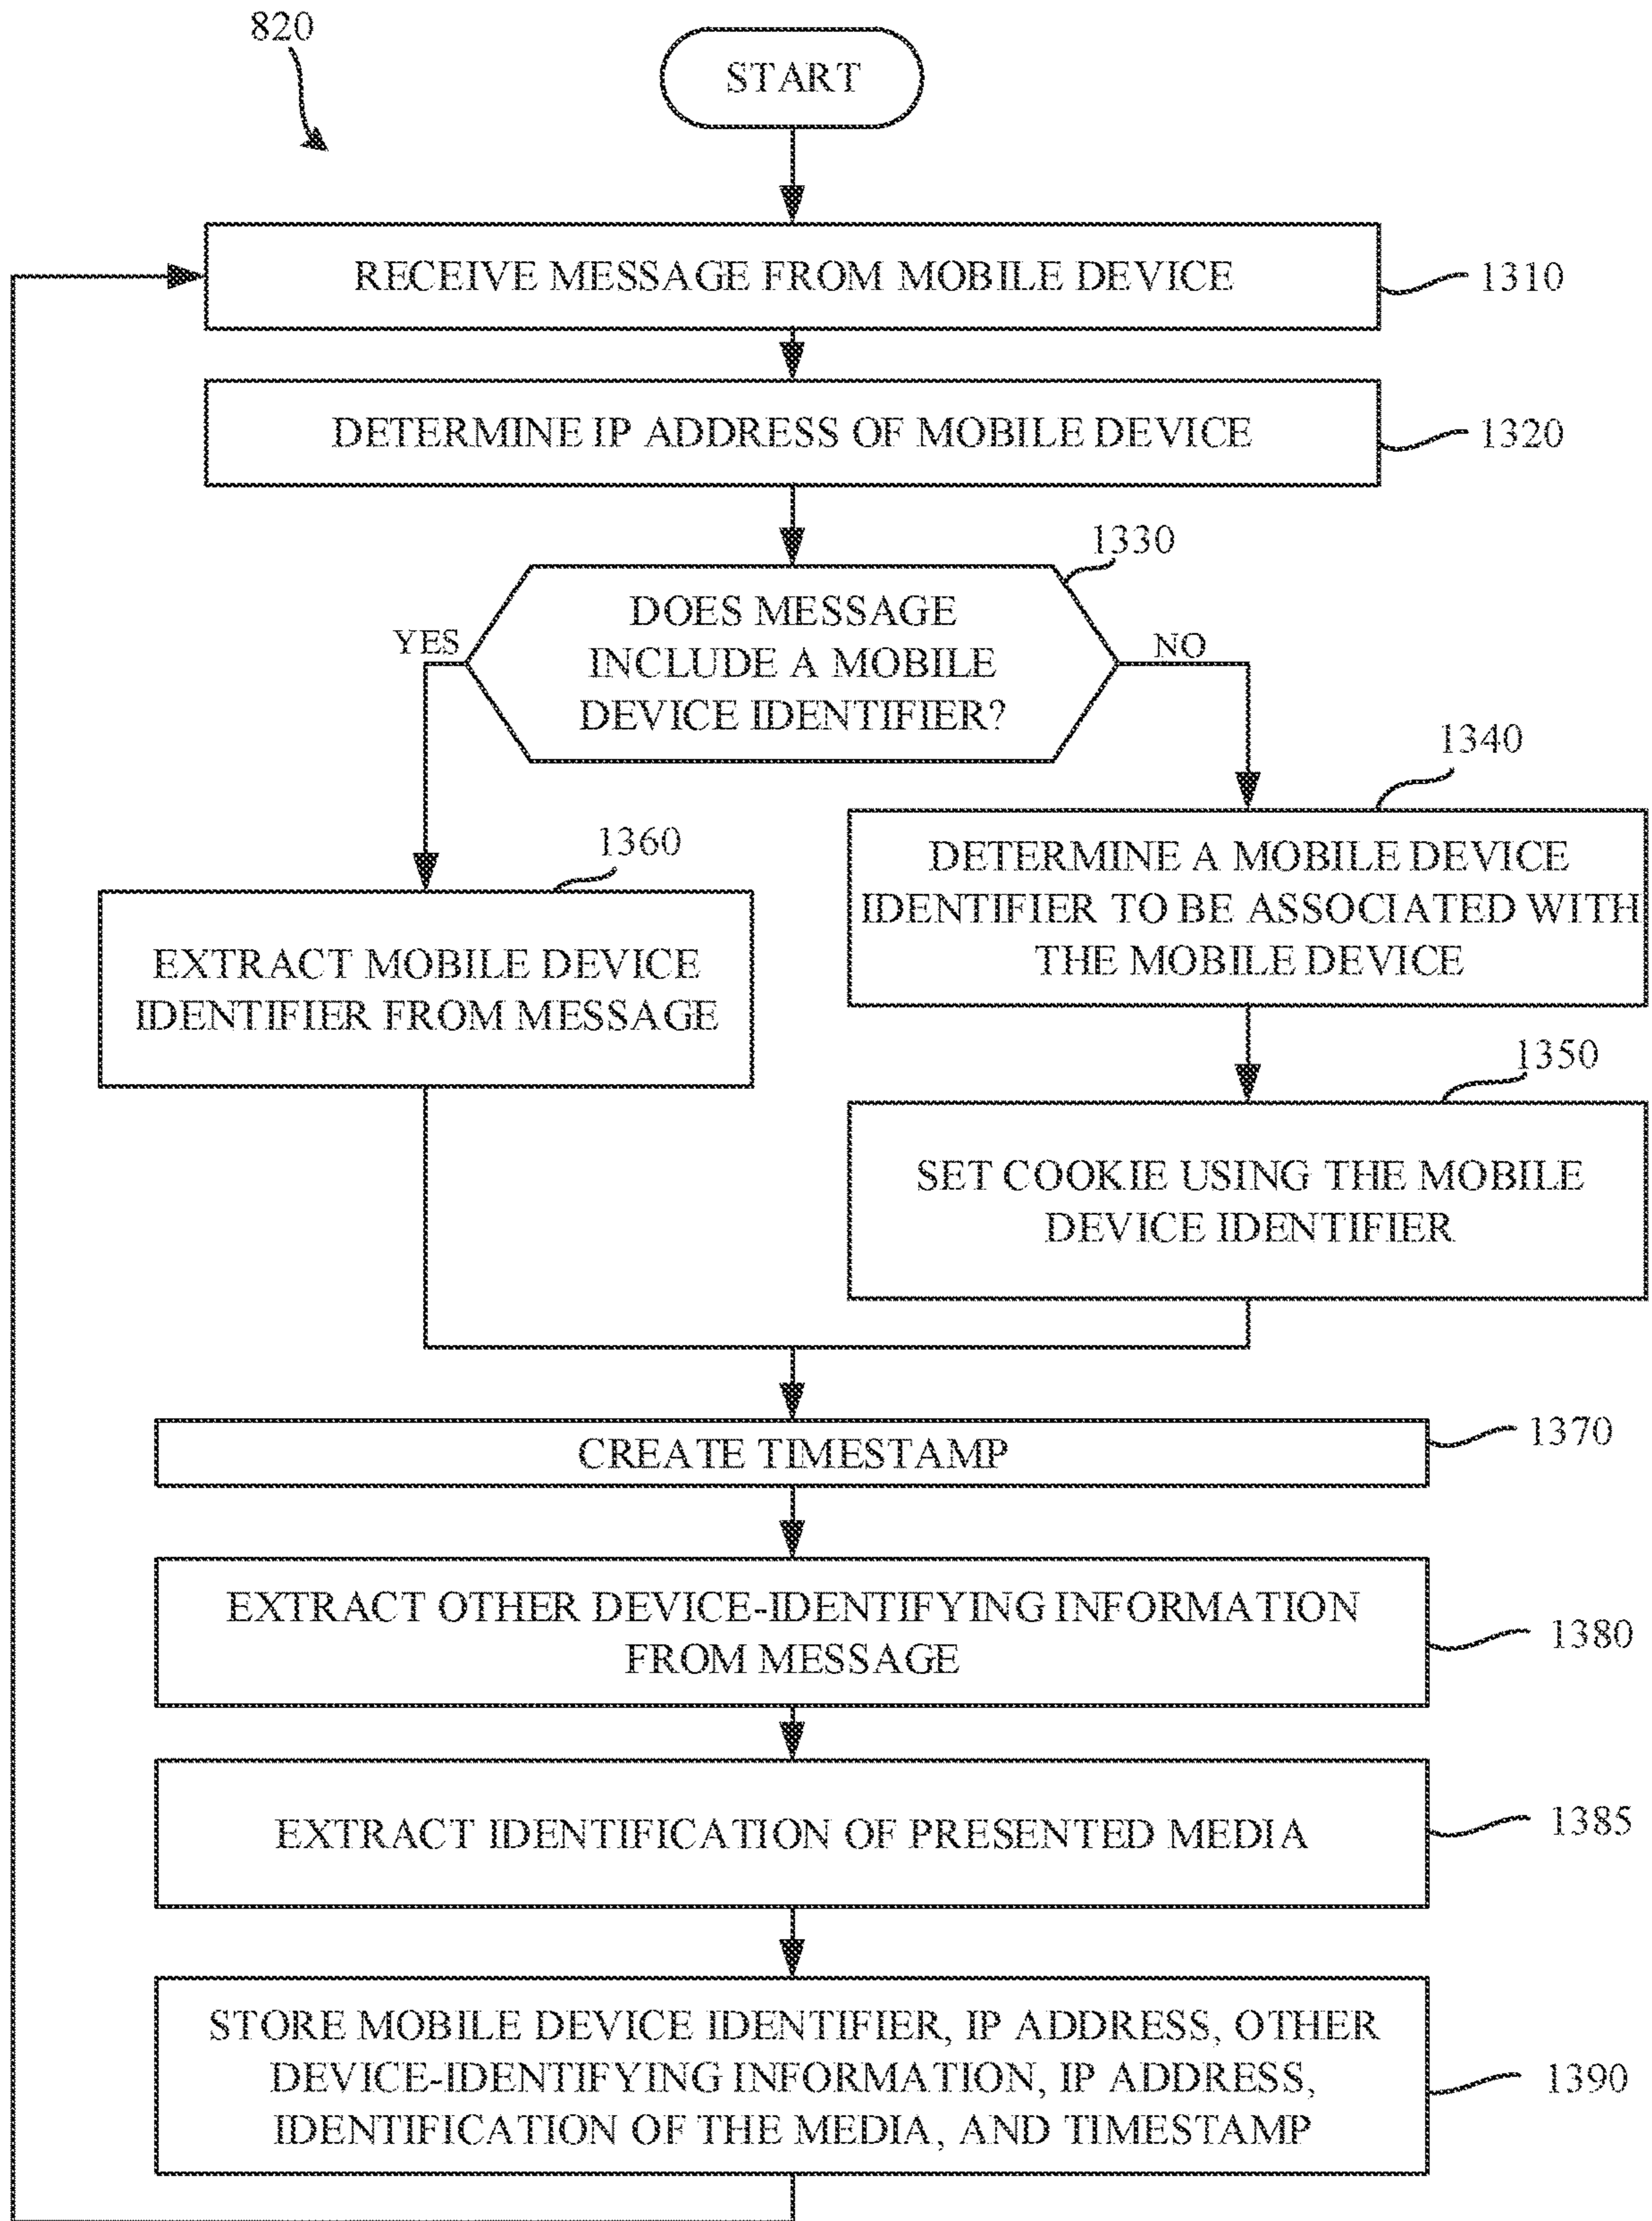 820
START
RECEIVE MESSAGE FROM MOBILE DEVICE
1310
DETERMINE IP ADDRESS OF MOBILE DEVICE
1320
1330
DOES MESSAGE
INCLUDE A MOBILE
DEVICE IDENTIFIER?
YES
NO
1340
DETERMINE A MOBILE DEVICE
IDENTIFIER TO BE ASSOCIATED WITH
THE MOBILE DEVICE
1360
EXTRACT MOBILE DEVICE
IDENTIFIER FROM MESSAGE
1350
SET COOKIE USING THE MOBILE
DEVICE IDENTIFIER
CREATE TIMESTAMP
1370
EXTRACT OTHER DEVICE-IDENTIFYING INFORMATION
FROM MESSAGE
1380
EXTRACT IDENTIFICATION OF PRESENTED MEDIA
1385
STORE MOBILE DEVICE IDENTIFIER, IP ADDRESS, OTHER
DEVICE-IDENTIFYING INFORMATION, IP ADDRESS,
IDENTIFICATION OF THE MEDIA, AND TIMESTAMP
1390